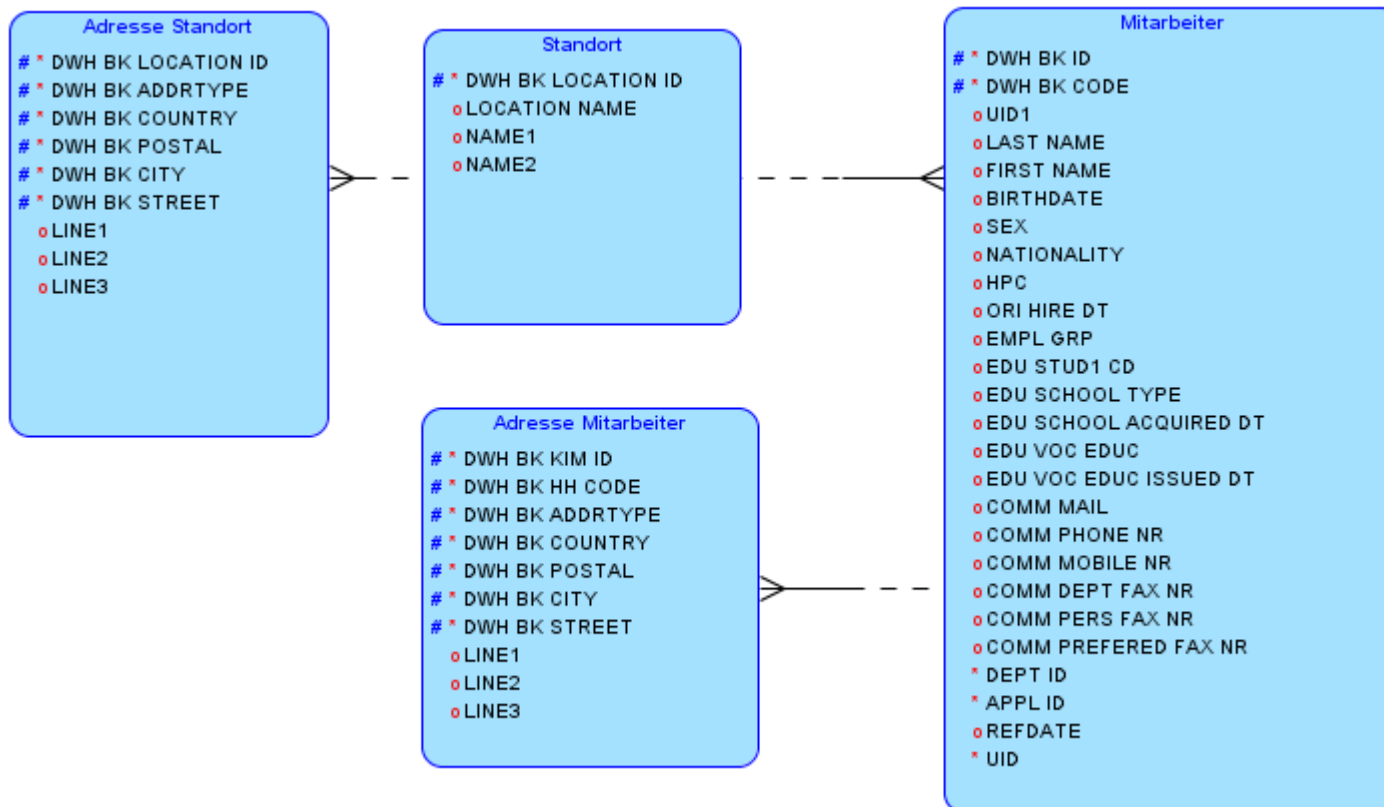 Adresse Standort
# * DWH BK LOCATION ID
# * DWH BK ADDRTYPE
# * DWH BK COUNTRY
# * DWH BK POSTAL
# * DWH BK CITY
# * DWH BK STREET
o LINE1
o LINE2
o LINE3
Standort
# * DWH BK LOCATION ID
o LOCATION NAME
o NAME1
o NAME2
Adresse Mitarbeiter
# * DWH BK KIM ID
# * DWH BK HH CODE
# * DWH BK ADDRTYPE
# * DWH BK COUNTRY
# * DWH BK POSTAL
# * DWH BK CITY
# * DWH BK STREET
o LINE1
o LINE2
o LINE3
Mitarbeiter
# * DWH BK ID
# * DWH BK CODE
o UID1
o LAST NAME
o FIRST NAME
o BIRTHDATE
o SEX
o NATIONALITY
o HPC
o ORI HIRE DT
o EMPL GRP
o EDU STUD1 CD
o EDU SCHOOL TYPE
o EDU SCHOOL ACQUIRED DT
o EDU VOC EDUC
o EDU VOC EDUC ISSUED DT
o COMM MAIL
o COMM PHONE NR
o COMM MOBILE NR
o COMM DEPT FAX NR
o COMM PERS FAX NR
o COMM PREFERED FAX NR
* DEPT ID
* APPL ID
o REFDATE
* UID